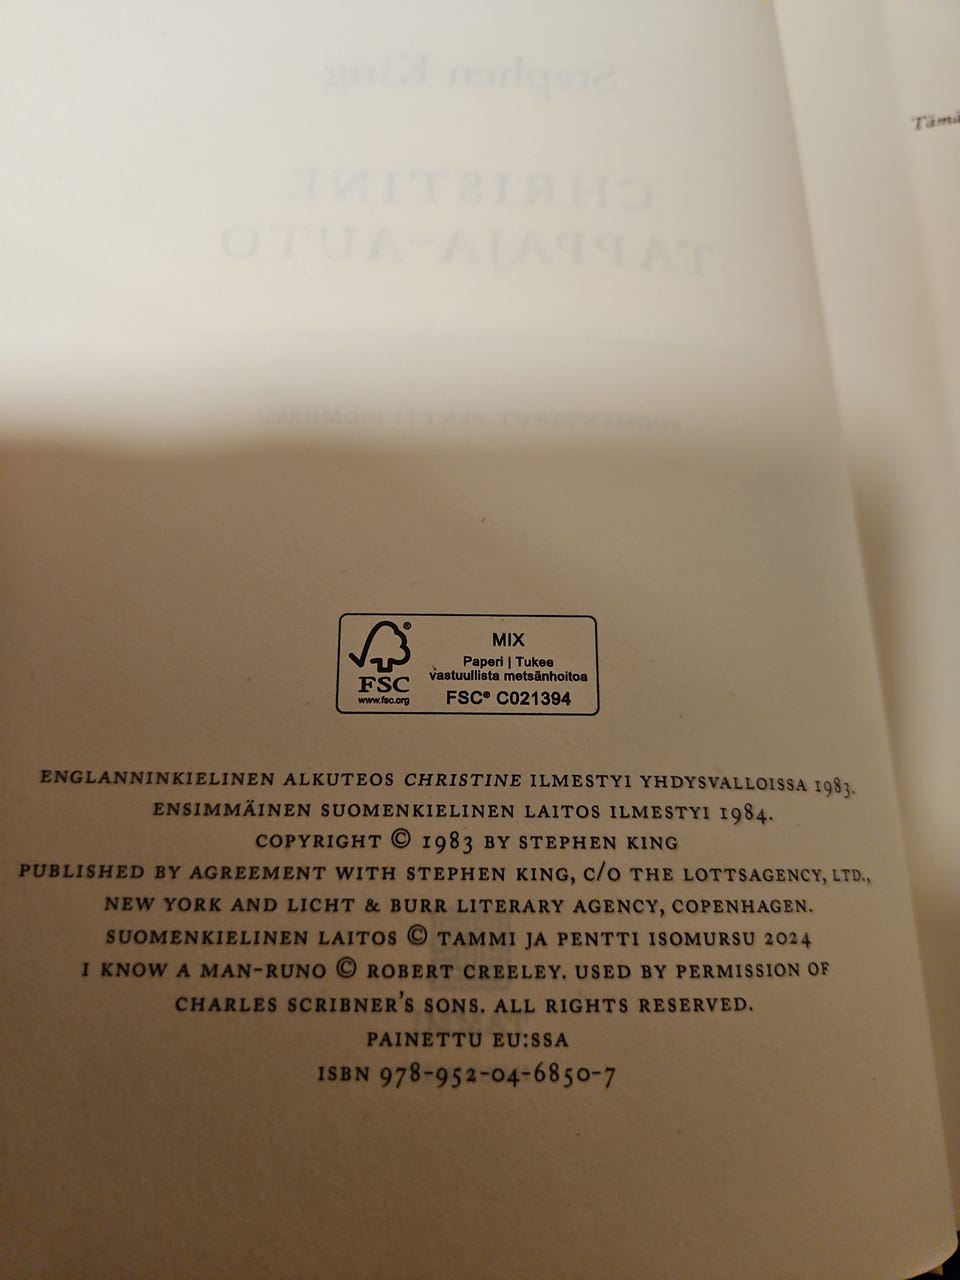 Stephen King
CHRISTINE
TAPPAJA-AUTO
SUOMENTANUT PENTTI ISOMURSU
Tämä
FSC®
www.fsc.org
MIX
Paperi | Tukee
vastuullista metsänhoitoa
FSC® C021394
ENGLANNINKIELINEN ALKUTEOS CHRISTINE ILMESTYI YHDYSVALLOISSA 1983.
ENSIMMÄINEN SUOMENKIELINEN LAITOS ILMESTYI 1984.
COPYRIGHT © 1983 BY STEPHEN KING
PUBLISHED BY AGREEMENT WITH STEPHEN KING, C/O THE LOTTSAGENCY, LTD.,
NEW YORK AND LICHT & BURR LITERARY AGENCY, COPENHAGEN.
SUOMENKIELINEN LAITOS © TAMMI JA PENTTI ISOMURSU 2024
I KNOW A MAN-RUNO © ROBERT CREELEY. USED BY PERMISSION OF
CHARLES SCRIBNER'S SONS. ALL RIGHTS RESERVED.
PAINETTU EU:SSA
ISBN 978-952-04-6850-7